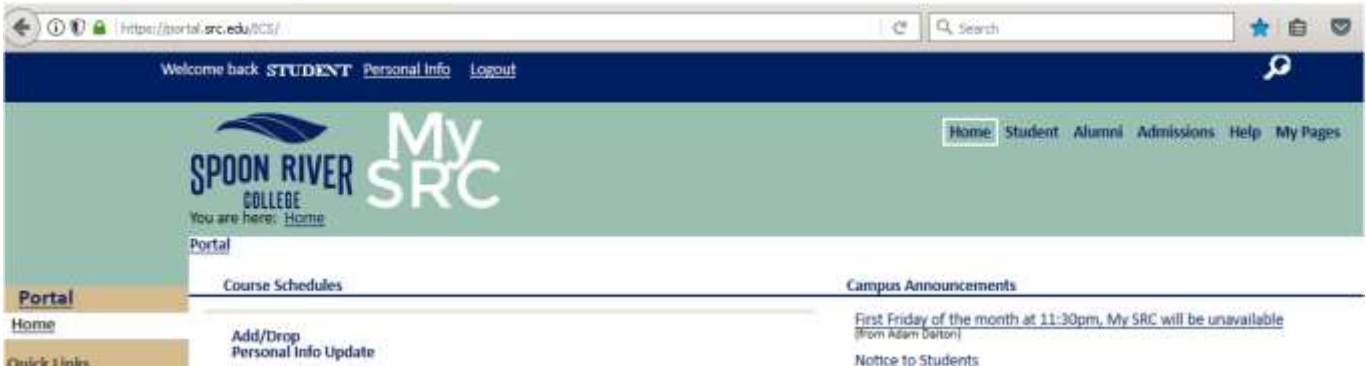 https://portal.src.edu/ICS/
Search
Welcome back STUDENT Personal Info Logout
My
SRC
SPOON RIVER
COLLEGE
Home Student Alumni Admissions Help My Pages
You are here: Home
Portal
Portal
Home
Quick Links
Course Schedules
Add/Drop
Personal Info Update
Campus Announcements
First Friday of the month at 11:30pm, My SRC will be unavailable
(from Adam Dalton)
Notice to Students